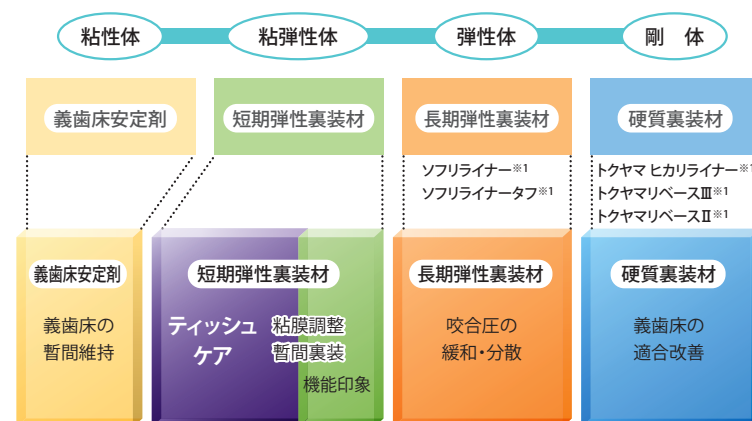 粘性体
粘弾性体
弾性体
剛 体
義歯床安定剤
短期弾性裏装材
長期弾性裏装材
硬質裏装材
ソフリライナー※1
ソフリライナータフ※1
トクヤマ ヒカリライナー※1
トクヤマリベースⅢ※1
トクヤマリベースⅡ※1
義歯床安定剤
義歯床の
暫間維持
短期弾性裏装材
ティッシュ
ケア
粘膜調整
暫間裏装
機能印象
長期弾性裏装材
咬合圧の
緩和・分散
硬質裏装材
義歯床の
適合改善